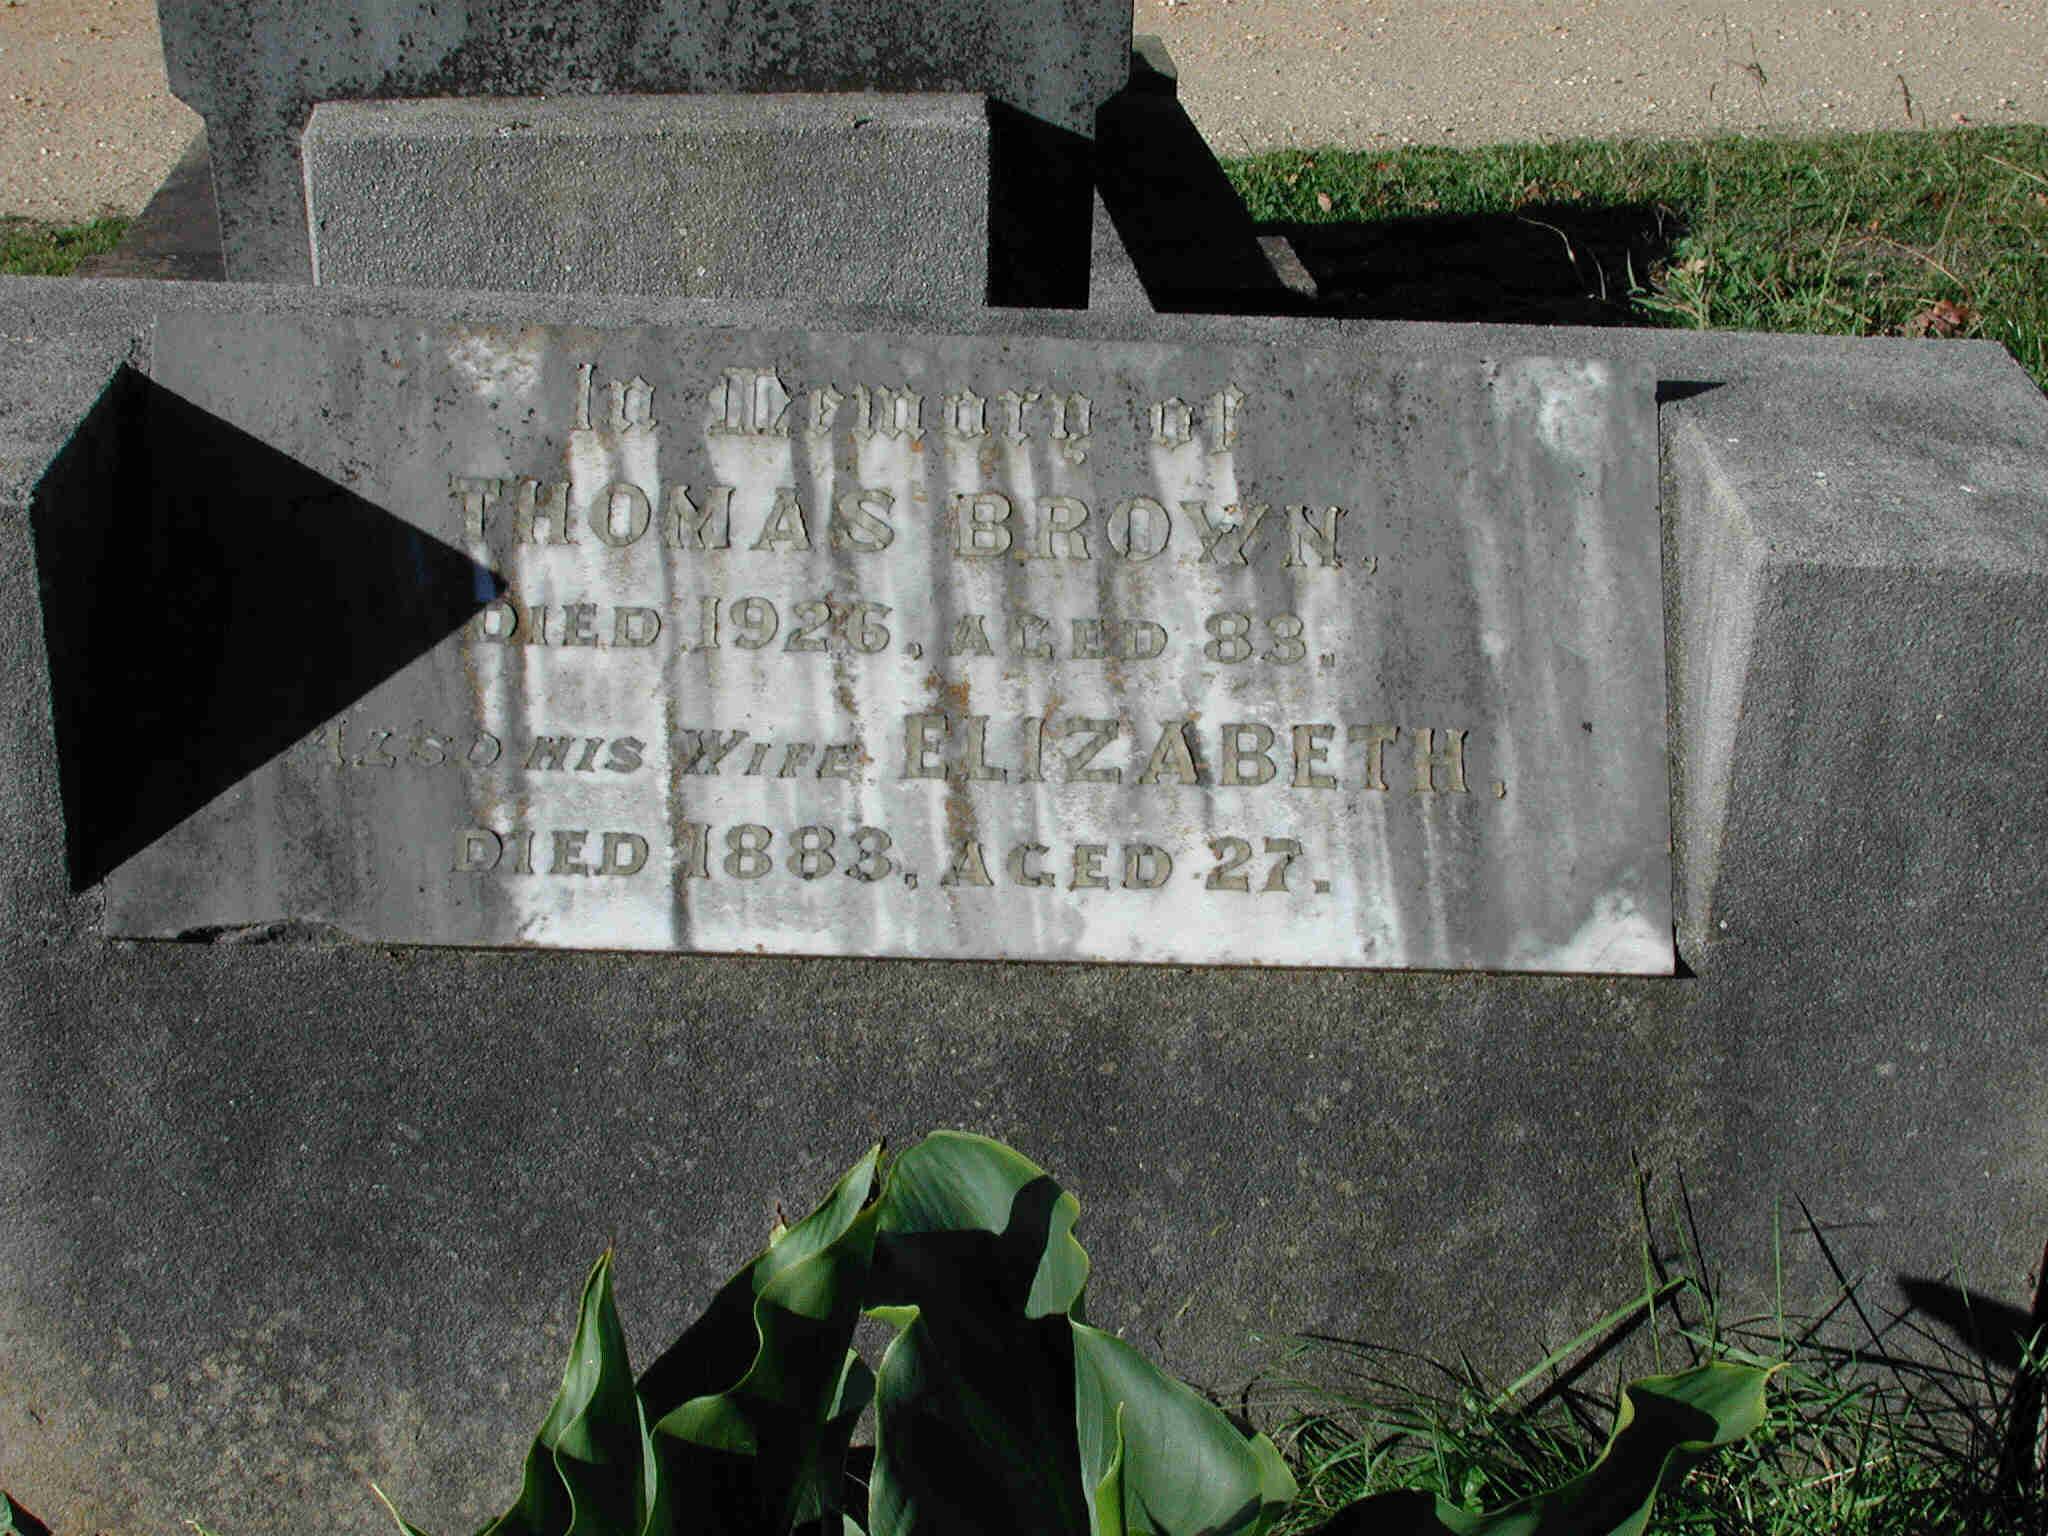 In Memory of
THOMAS BROWN,
DIED 1926, AGED 83.
ALSO HIS WIFE ELIZABETH,
DIED 1883, AGED 27.